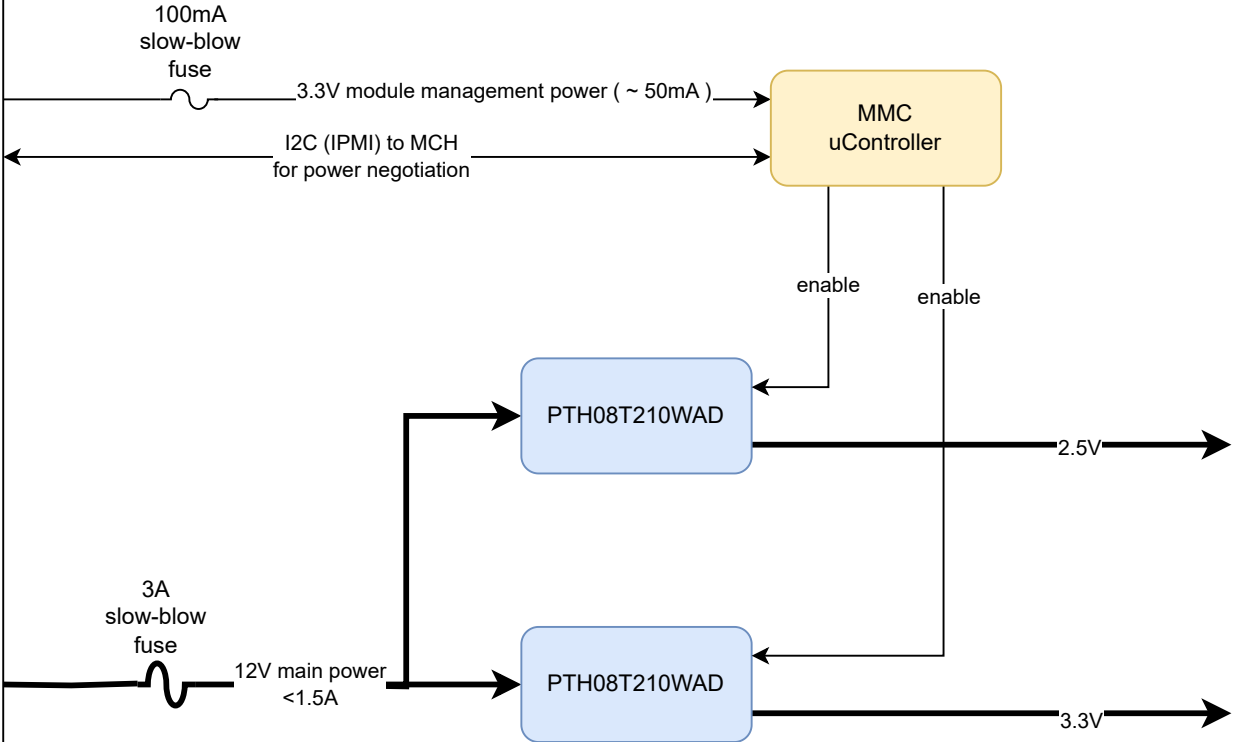 100mA
slow-blow
fuse
3.3V module management power ( ~ 50mA )
MMC
uController
I2C (IPMI) to MCH
for power negotiation
enable
enable
PTH08T210WAD
2.5V
3A
slow-blow
fuse
12V main power
<1.5A
PTH08T210WAD
3.3V